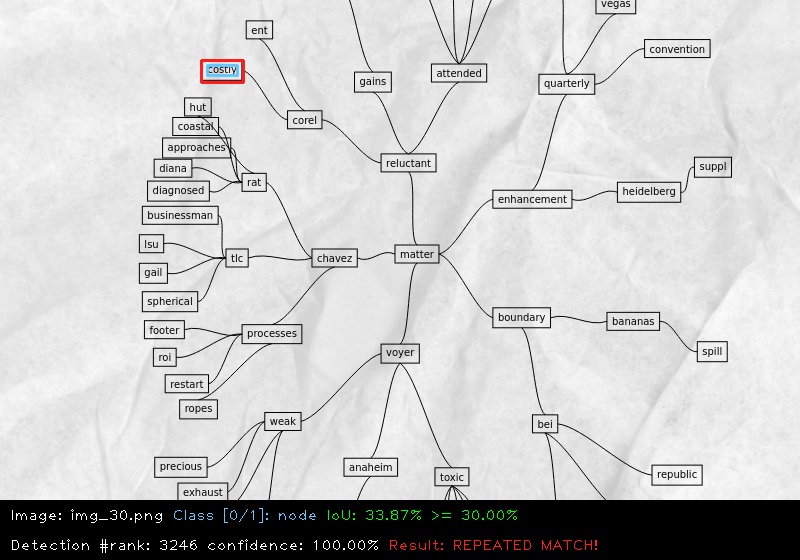 vegas
ent
convention
costly
gains
attended
quarterly
hut
coastal
corel
approaches
reluctant
diana
suppl
rat
diagnosed
enhancement
heidelberg
businessman
lsu
tlc
chavez
matter
gail
spherical
boundary
bananas
footer
processes
roi
voyer
spill
restart
ropes
weak
bei
precious
anaheim
toxic
republic
exhaust
Image: img_30.png Class [0/1]: node IoU: 33.87% >= 30.00%
Detection #rank: 3246 confidence: 100.00% Result: REPEATED MATCH!